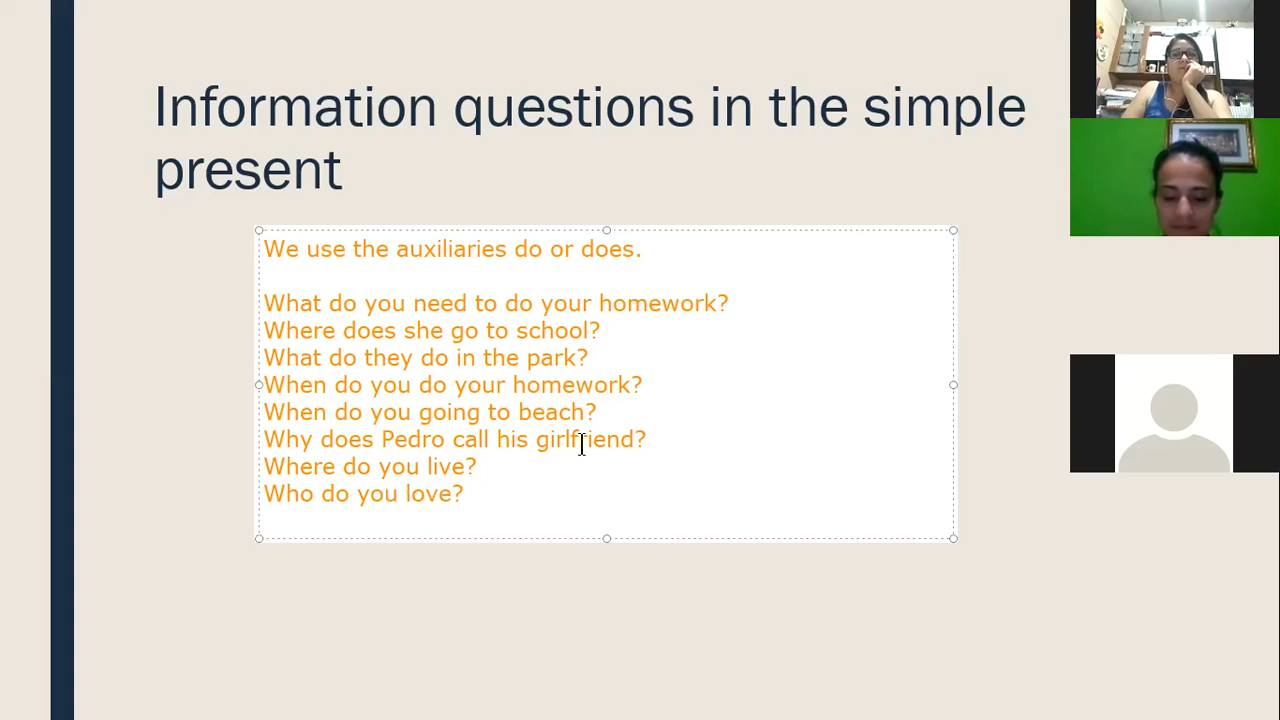 Information questions in the simple
present
We use the auxiliaries do or does.
What do you need to do your homework?
Where does she go to school?
What do they do in the park?
When do you do your homework?
When do you going to beach?
Why does Pedro call his girlfriend?
Where do you live?
Who do you love?